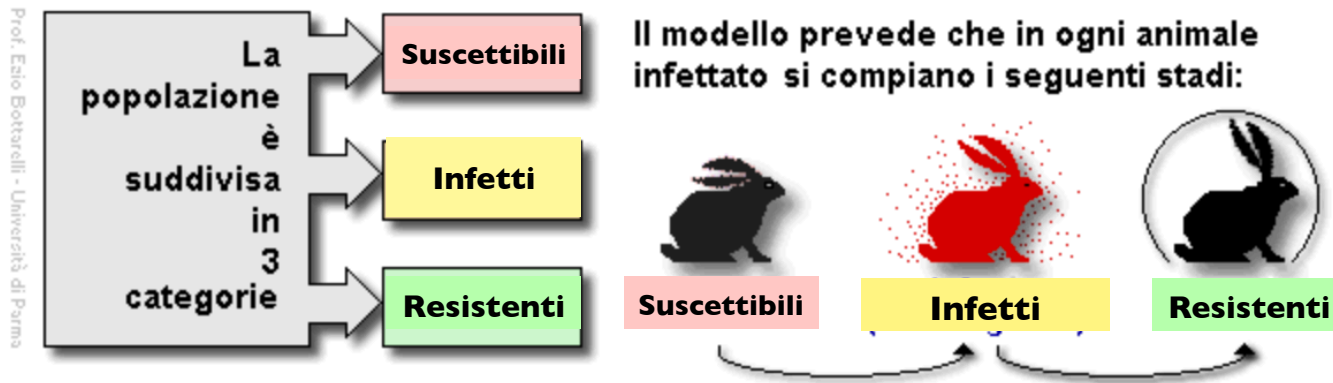 Prof. Ezio Bottarelli - Università di Parma
La
popolazione
è
suddivisa
in
3
categorie
Suscettibili
Infetti
Resistenti
Il modello prevede che in ogni animale
infettato si compiano i seguenti stadi:
Suscettibili
Infetti
Resistenti